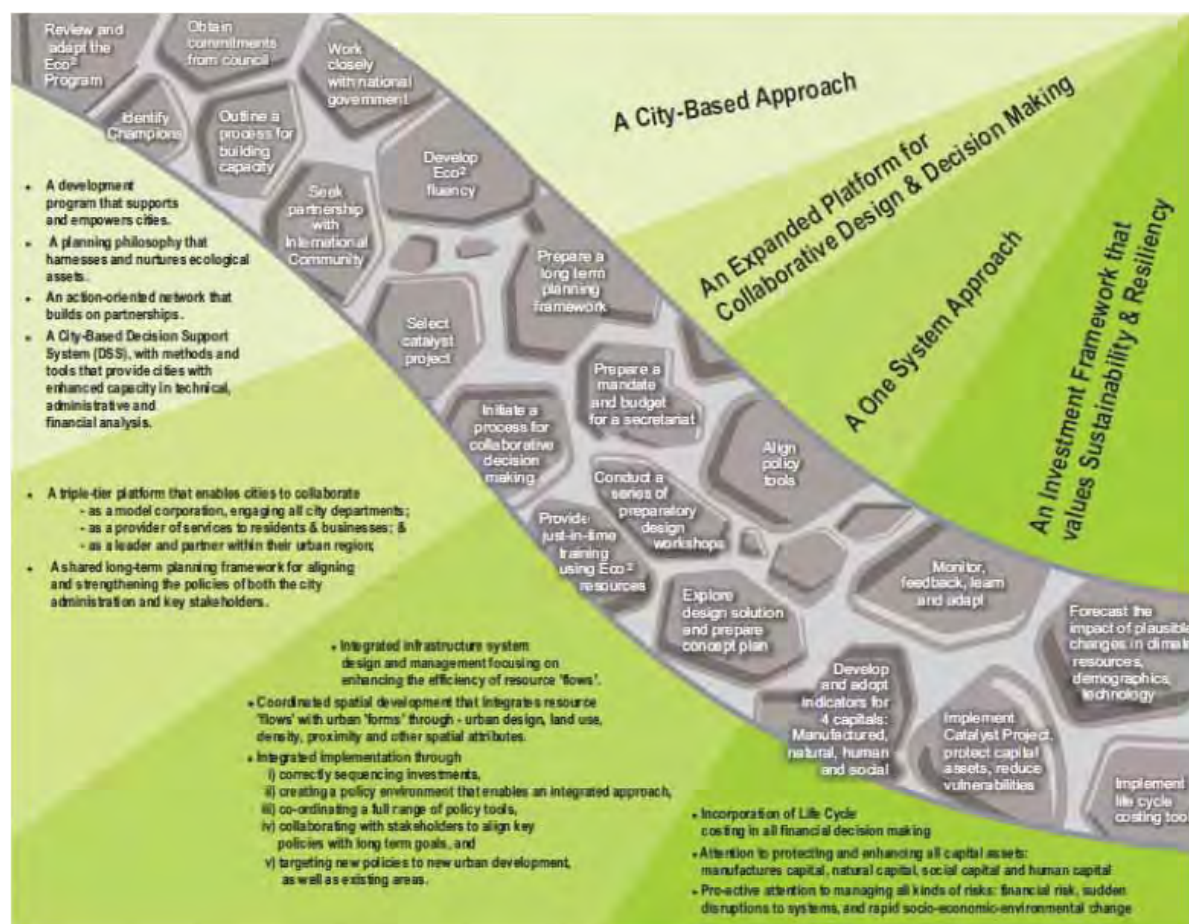 Review and
adapt the
Eco²
Program
Obtain
commitments
from council
Work
closely
with national
government
Identify
Champions
Outline a
process for
building
capacity
Develop
Eco²
fluency
Seek
partnership
with
International
Community
Prepare a
long term
planning
framework
Select
catalyst
project
Prepare a
mandate
and budget
for a secretariat
Initiate a
process for
collaborative
decision
making
Align
policy
tools
Conduct a
series of
preparatory
design
workshops
Provide
just-in-time
training
using Eco²
resources
Explore
design solution
and prepare
concept plan
Monitor,
feedback, learn
and adapt
Forecast the
impact of plausible
changes in climate
resources,
demographics,
technology
Develop
and adopt
indicators for
4 capitals:
Manufactured,
natural, human
and social
Implement
Catalyst Project,
protect capital
assets, reduce
vulnerabilities
Implement
life cycle
costing tool
A City-Based Approach
An Expanded Platform for
Collaborative Design & Decision Making
A One System Approach
An Investment Framework that
values Sustainability & Resiliency
• A development
program that supports
and empowers cities.
• A planning philosophy that
harnesses and nurtures ecological
assets.
• An action-oriented network that
builds on partnerships.
• A City-Based Decision Support
System (DSS), with methods and
tools that provide cities with
enhanced capacity in technical,
administrative and
financial analysis.
• A triple-tier platform that enables cities to collaborate
- as a model corporation, engaging all city departments;
- as a provider of services to residents & businesses; &
- as a leader and partner within their urban region;
• A shared long-term planning framework for aligning
and strengthening the policies of both the city
administration and key stakeholders.
• Integrated infrastructure system
design and management focusing on
enhancing the efficiency of resource 'flows'.
• Coordinated spatial development that integrates resource
'flows' with urban 'forms' through - urban design, land use,
density, proximity and other spatial attributes.
• Integrated implementation through
i) correctly sequencing investments,
ii) creating a policy environment that enables an integrated approach,
iii) co-ordinating a full range of policy tools,
iv) collaborating with stakeholders to align key
policies with long term goals, and
v) targeting new policies to new urban development,
as well as existing areas.
• Incorporation of Life Cycle
costing in all financial decision making
• Attention to protecting and enhancing all capital assets:
manufactures capital, natural capital, social capital and human capital
• Pro-active attention to managing all kinds of risks: financial risk, sudden
disruptions to systems, and rapid socio-economic-environmental change